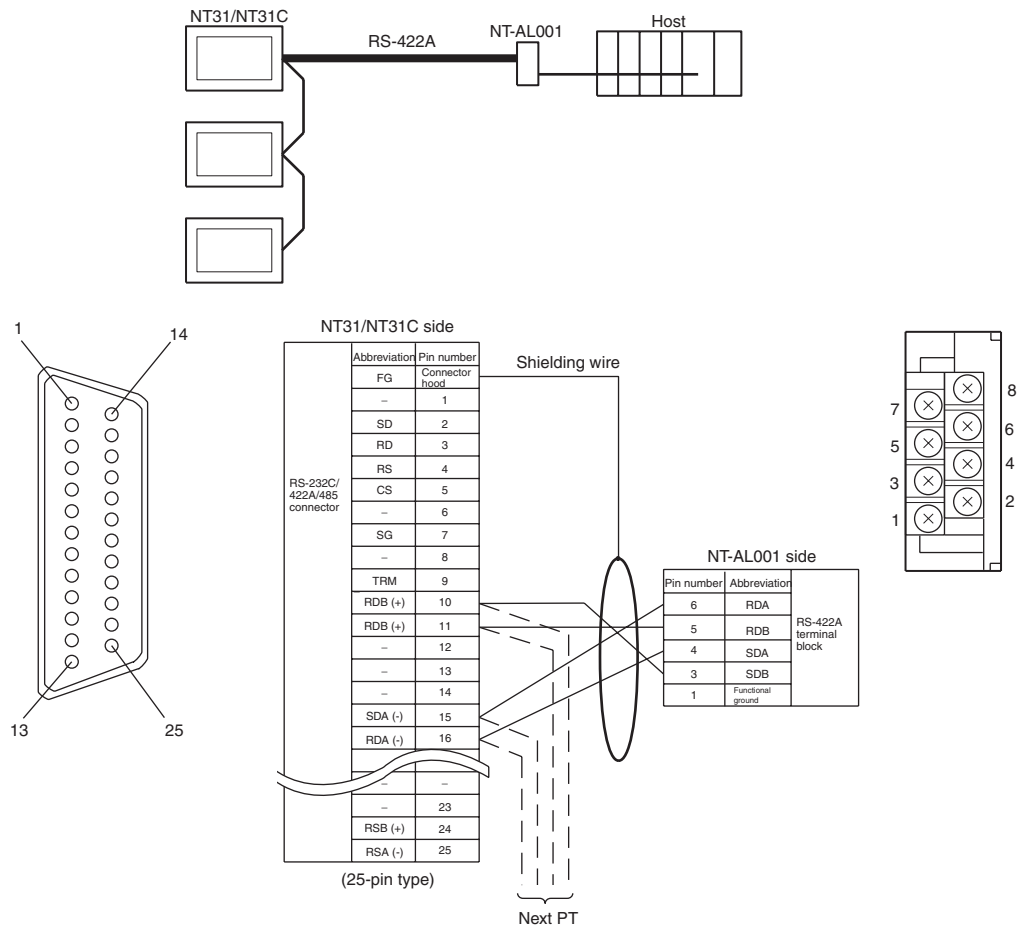 NT31/NT31C
RS-422A
NT-AL001
Host
1
14
13
25
NT31/NT31C side
RS-232C/
422A/485
connector
Abbreviation Pin number
FG Connector hood
– 1
SD 2
RD 3
RS 4
CS 5
– 6
SG 7
– 8
TRM 9
RDB (+) 10
RDB (+) 11
– 12
– 13
– 14
SDA (-) 15
RDA (-) 16
– –
– 23
RSB (+) 24
RSA (-) 25
(25-pin type)
Shielding wire
Next PT
NT-AL001 side
Pin number Abbreviation
6 RDA
5 RDB
4 SDA
3 SDB
1 Functional ground
RS-422A
terminal
block
8
7
6
5
4
3
2
1